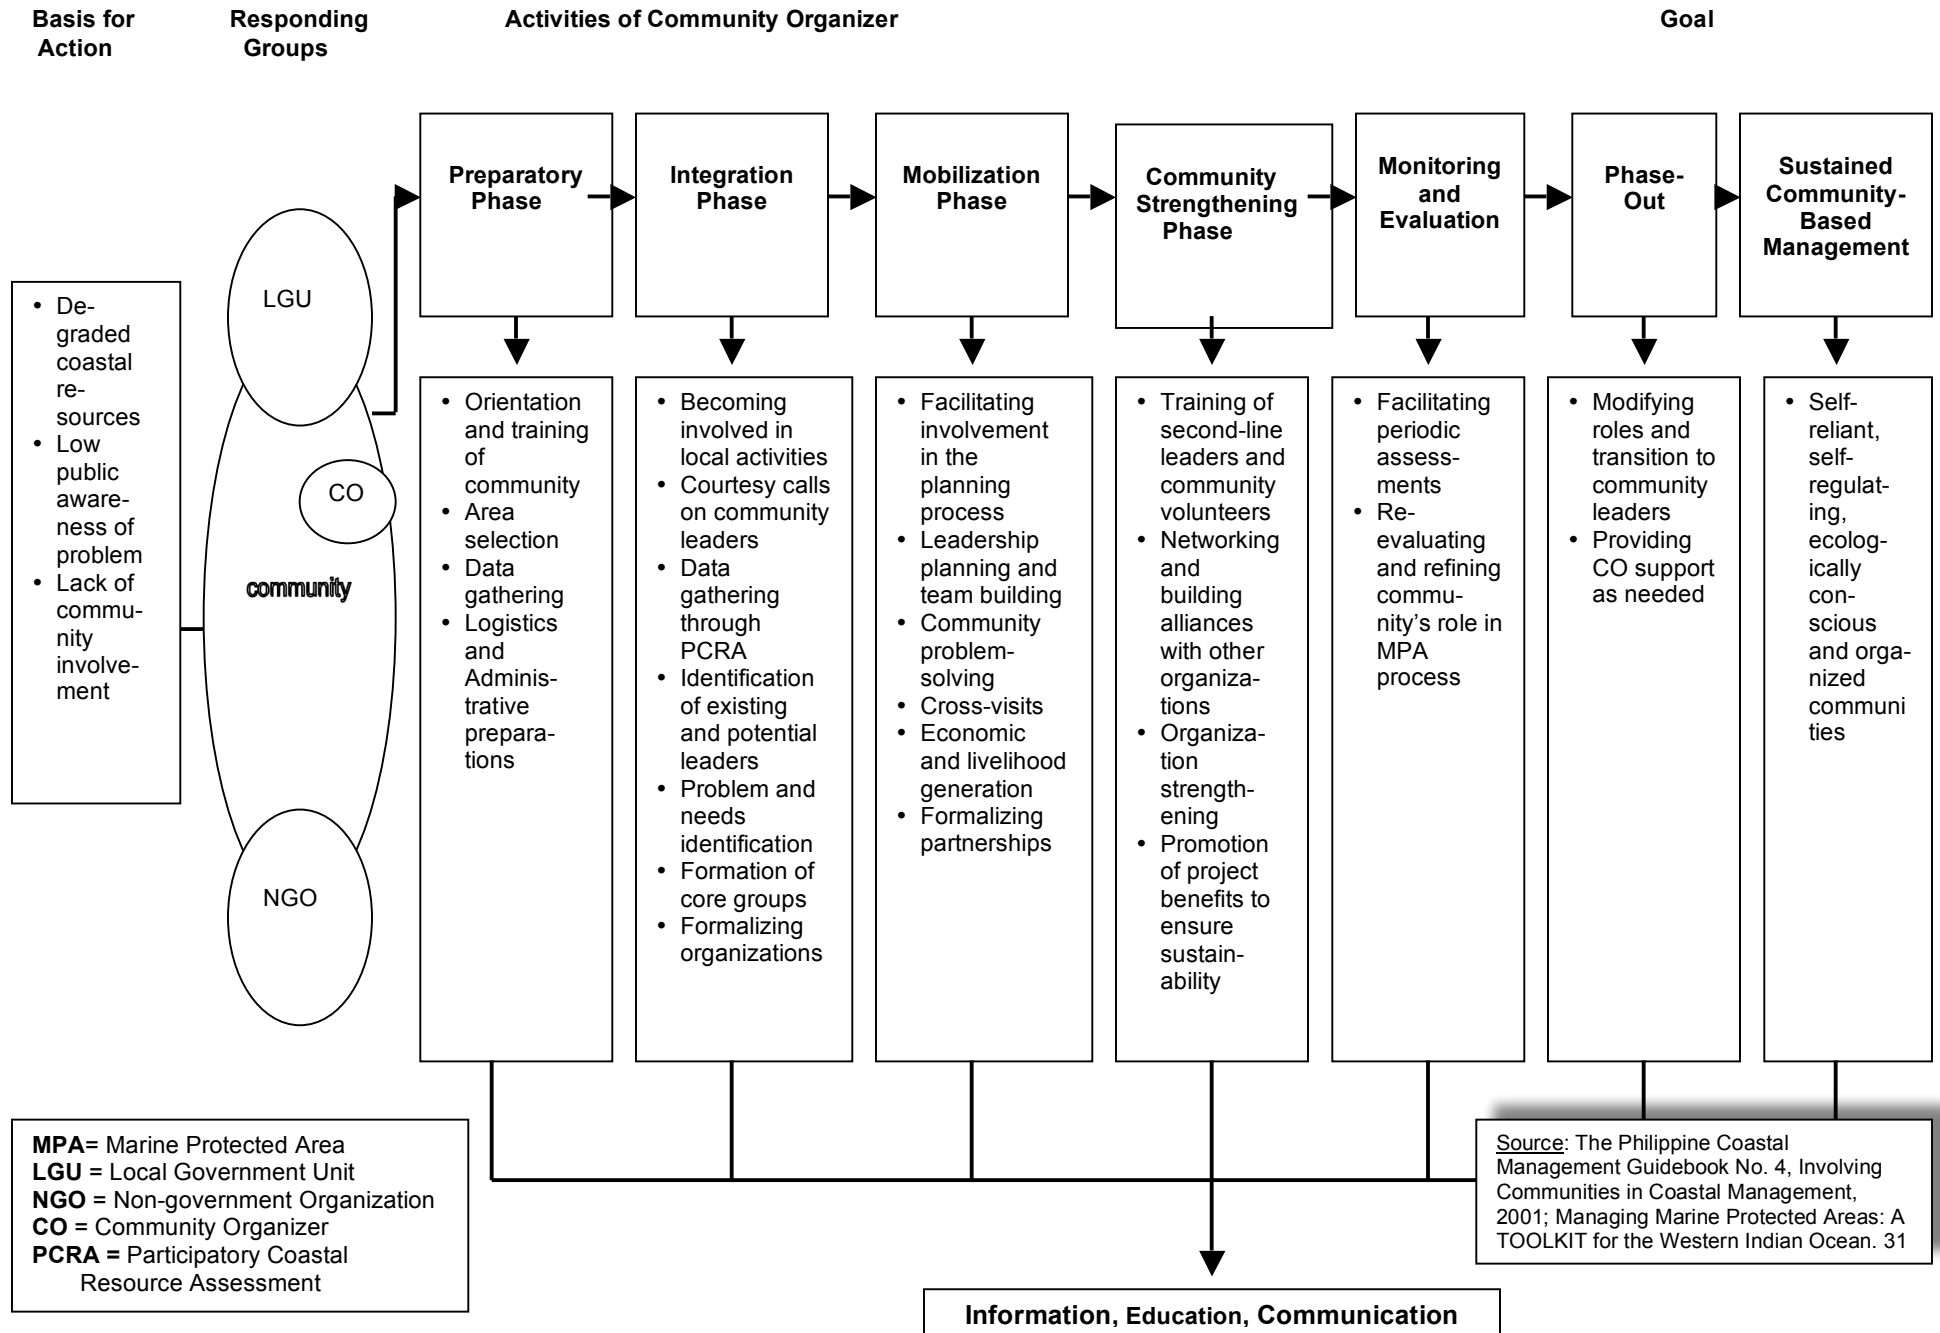 Basis for
Action
Responding
Groups
Activities of Community Organizer
Goal
Preparatory
Phase
Integration
Phase
Mobilization
Phase
Community
Strengthening
Phase
Monitoring
and
Evaluation
Phase-
Out
Sustained
Community-
Based
Management
• De-
graded
coastal
re-
sources
• Low
public
aware-
ness of
problem
• Lack of
commu-
nity
involve-
ment
LGU
CO
community
NGO
• Orientation
and training
of
community
• Area
selection
• Data
gathering
• Logistics
and
Adminis-
trative
prepara-
tions
• Becoming
involved in
local activities
• Courtesy calls
on community
leaders
• Data
gathering
through
PCRA
• Identification
of existing
and potential
leaders
• Problem and
needs
identification
• Formation of
core groups
• Formalizing
organizations
• Facilitating
involvement
in the
planning
process
• Leadership
planning and
team building
• Community
problem-
solving
• Cross-visits
• Economic
and livelihood
generation
• Formalizing
partnerships
• Training of
second-line
leaders and
community
volunteers
• Networking
and
building
alliances
with other
organiza-
tions
• Organiza-
tion
strength-
ening
• Promotion
of project
benefits to
ensure
sustain-
ability
• Facilitating
periodic
assess-
ments
• Re-
evaluating
and refining
commu-
nity’s role in
MPA
process
• Modifying
roles and
transition to
community
leaders
• Providing
CO support
as needed
• Self-
reliant,
self-
regulat-
ing,
ecolog-
ically
con-
scious
and orga-
nized
communi
ties
MPA= Marine Protected Area
LGU = Local Government Unit
NGO = Non-government Organization
CO = Community Organizer
PCRA = Participatory Coastal
Resource Assessment
Source: The Philippine Coastal
Management Guidebook No. 4, Involving
Communities in Coastal Management,
2001; Managing Marine Protected Areas: A
TOOLKIT for the Western Indian Ocean. 31
Information, Education, Communication